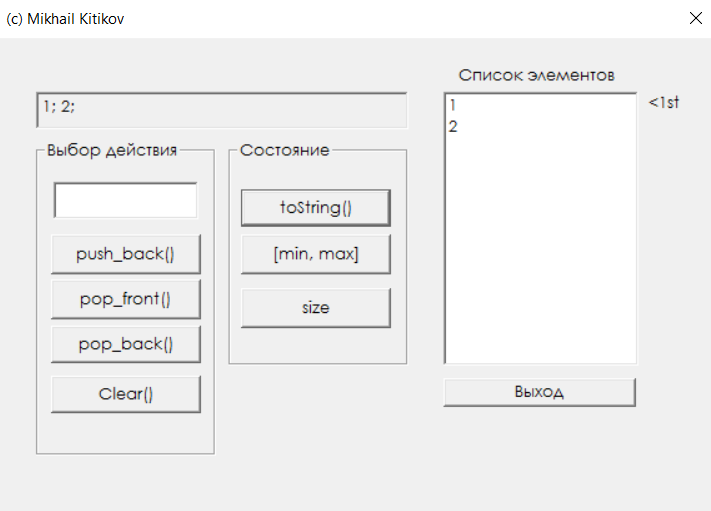 (c) Mikhail Kitikov
Список элементов
1; 2;
1
2
<1st
Выбор действия
push_back()
pop_front()
pop_back()
Clear()
Состояние
toString()
[min, max]
size
Выход